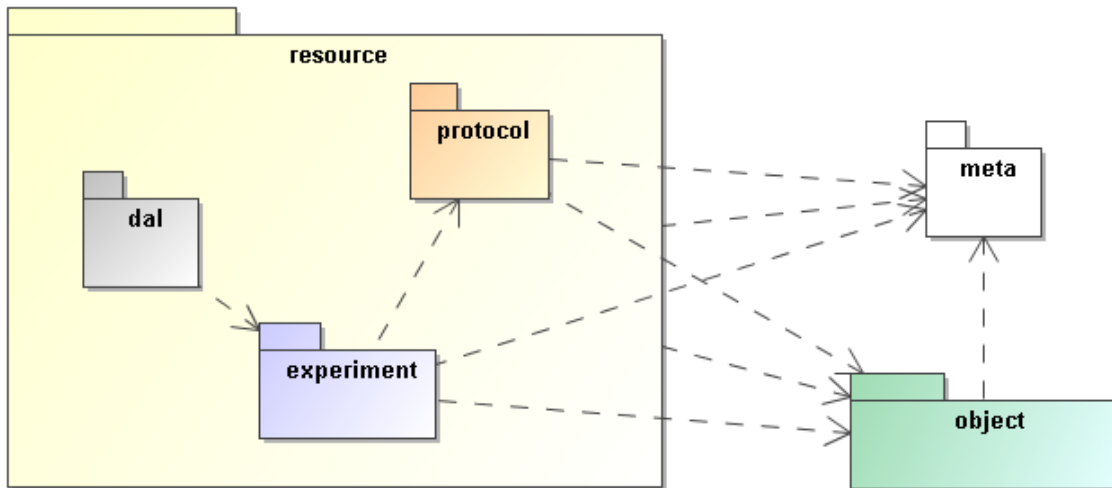 resource
protocol
meta
dal
experiment
object